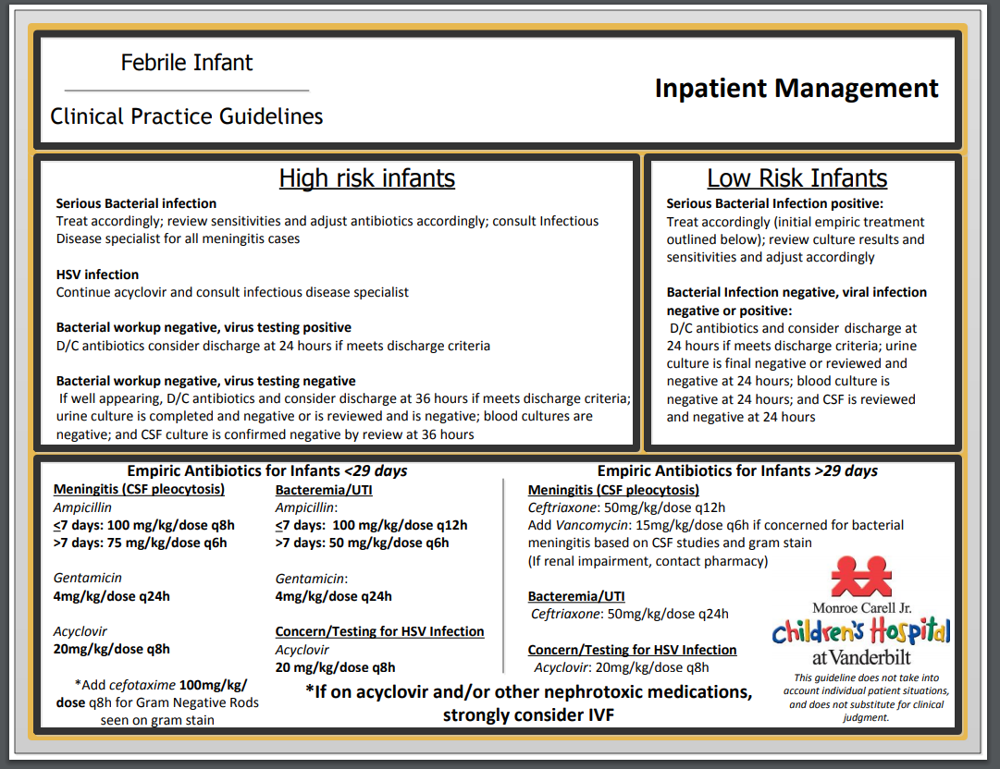 Febrile Infant
Clinical Practice Guidelines
Inpatient Management
High risk infants
Serious Bacterial infection
Treat accordingly; review sensitivities and adjust antibiotics accordingly; consult Infectious
Disease specialist for all meningitis cases
HSV infection
Continue acyclovir and consult infectious disease specialist
Bacterial workup negative, virus testing positive
D/C antibiotics consider discharge at 24 hours if meets discharge criteria
Bacterial workup negative, virus testing negative
If well appearing, D/C antibiotics and consider discharge at 36 hours if meets discharge criteria;
urine culture is completed and negative or is reviewed and is negative; blood cultures are
negative; and CSF culture is confirmed negative by review at 36 hours
Low Risk Infants
Serious Bacterial Infection positive:
Treat accordingly (initial empiric treatment
outlined below); review culture results and
sensitivities and adjust accordingly
Bacterial Infection negative, viral infection
negative or positive:
D/C antibiotics and consider discharge at
24 hours if meets discharge criteria; urine
culture is final negative or reviewed and
negative at 24 hours; blood culture is
negative at 24 hours; and CSF is reviewed
and negative at 24 hours
Empiric Antibiotics for Infants <29 days
Meningitis (CSF pleocytosis)
Ampicillin
≤7 days: 100 mg/kg/dose q8h
>7 days: 75 mg/kg/dose q6h
Gentamicin
4mg/kg/dose q24h
Acyclovir
20mg/kg/dose q8h
*Add cefotaxime 100mg/kg/
dose q8h for Gram Negative Rods
seen on gram stain
Bacteremia/UTI
Ampicillin:
≤7 days: 100 mg/kg/dose q12h
>7 days: 50 mg/kg/dose q6h
Gentamicin:
4mg/kg/dose q24h
Concern/Testing for HSV Infection
Acyclovir
20 mg/kg/dose q8h
Empiric Antibiotics for Infants >29 days
Meningitis (CSF pleocytosis)
Ceftriaxone: 50mg/kg/dose q12h
Add Vancomycin: 15mg/kg/dose q6h if concerned for bacterial
meningitis based on CSF studies and gram stain
(If renal impairment, contact pharmacy)
Bacteremia/UTI
Ceftriaxone: 50mg/kg/dose q24h
Concern/Testing for HSV Infection
Acyclovir: 20mg/kg/dose q8h
*If on acyclovir and/or other nephrotoxic medications,
strongly consider IVF
Monroe Carell Jr.
Children's Hospital
at Vanderbilt
This guideline does not take into
account individual patient situations,
and does not substitute for clinical
judgment.